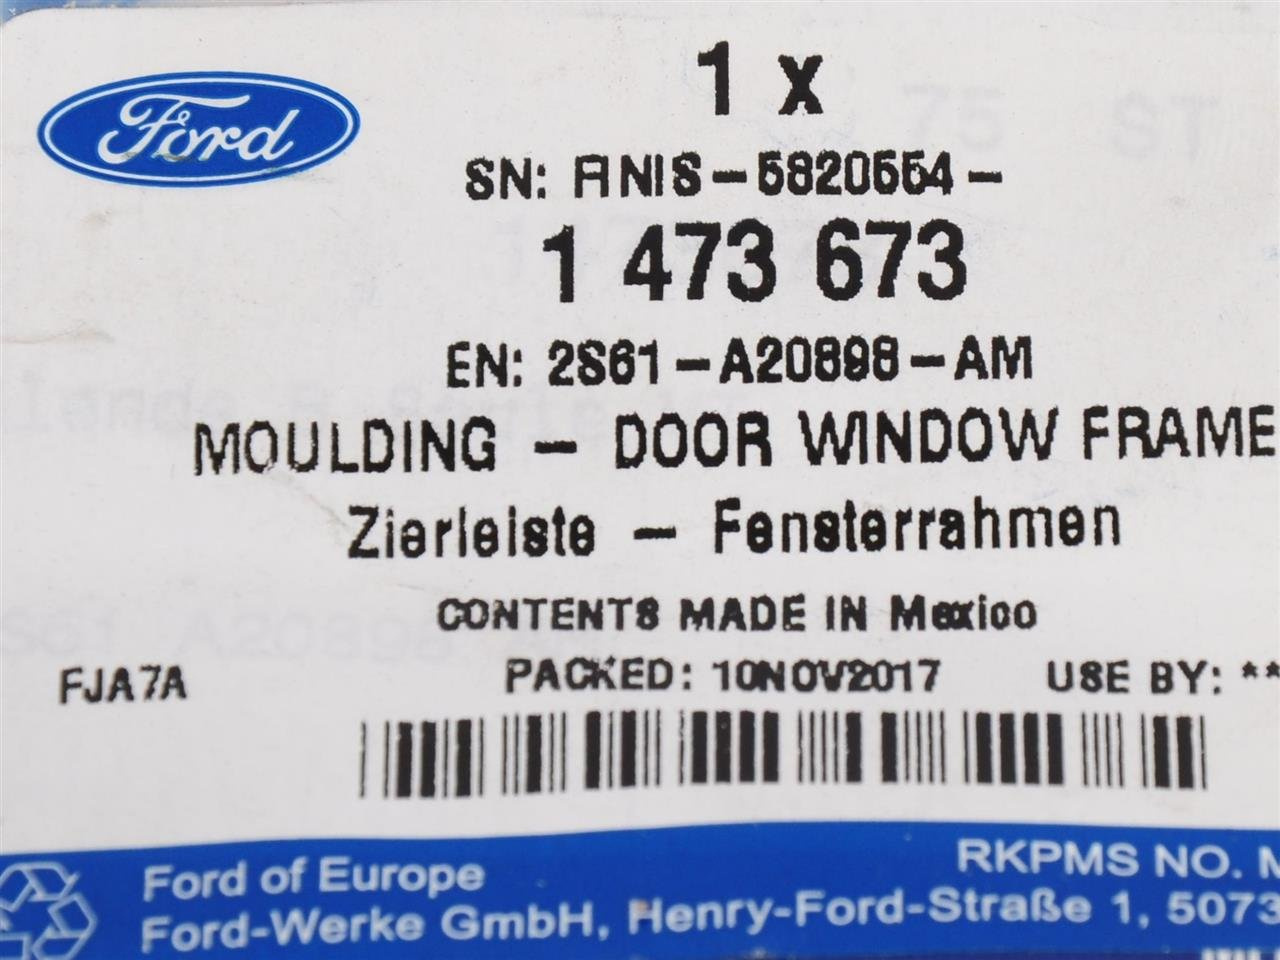 Ford
1 x
SN: FINIS-5820554-
1 473 673
EN: 2S61-A20898-AM
MOULDING - DOOR WINDOW FRAME
Zierleiste - Fensterrahmen
CONTENTS MADE IN Mexico
FJA7A PACKED: 10NOV2017 USE BY: **
Ford of Europe RKPMS NO. M
Ford-Werke GmbH, Henry-Ford-Straße 1, 5073